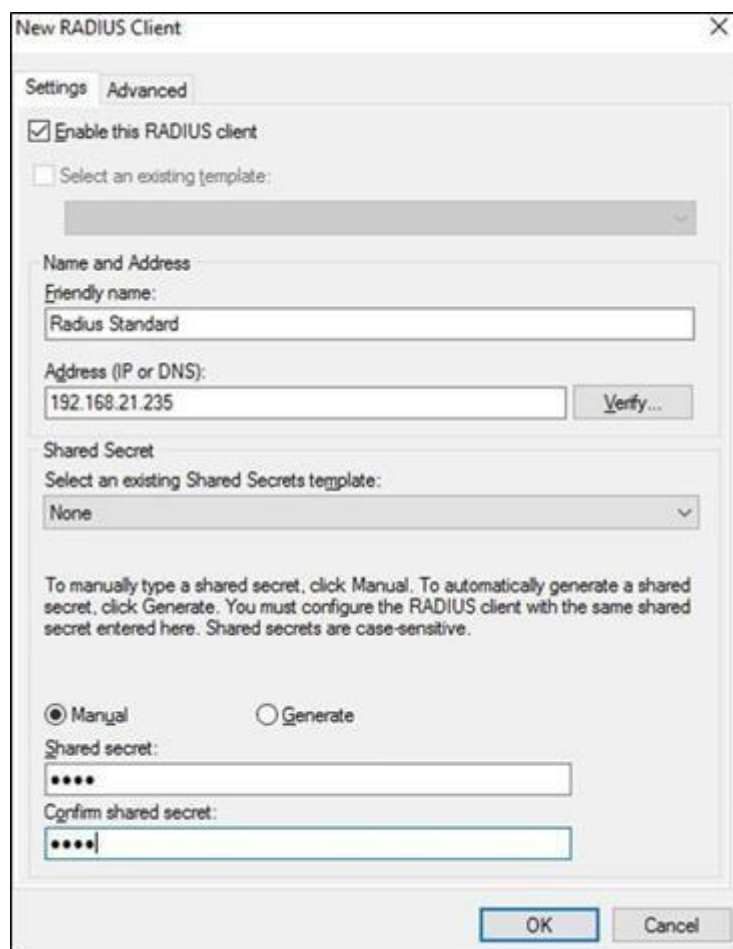 New RADIUS Client
Settings Advanced
Enable this RADIUS client
Select an existing template:
Name and Address
Friendly name:
Radius Standard
Address (IP or DNS):
192.168.21.235 Verify...
Shared Secret
Select an existing Shared Secrets template:
None
To manually type a shared secret, click Manual. To automatically generate a shared
secret, click Generate. You must configure the RADIUS client with the same shared
secret entered here. Shared secrets are case-sensitive.
Manual Generate
Shared secret:
••••
Confirm shared secret:
••••
OK Cancel